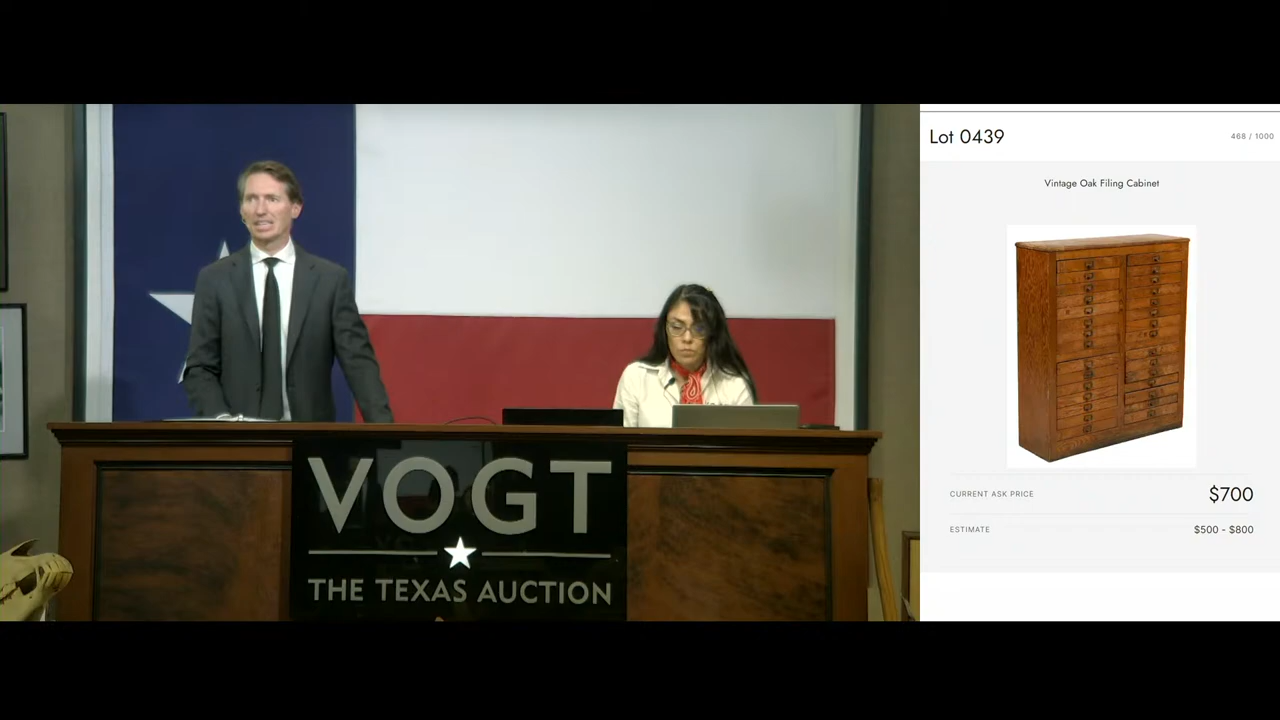 VOGT
THE TEXAS AUCTION
Lot 0439
468 / 1000
Vintage Oak Filing Cabinet
CURRENT ASK PRICE
$700
ESTIMATE
$500 - $800